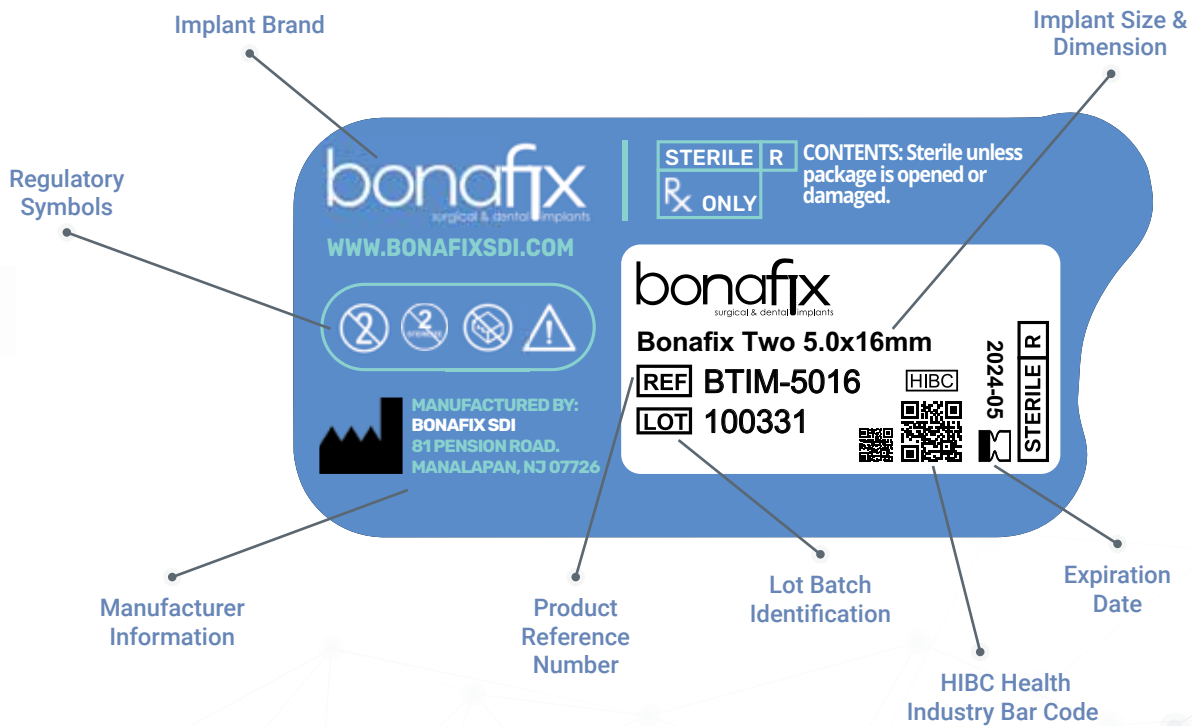 Implant Brand
Implant Size &
Dimension
Regulatory
Symbols
bonafix
surgical & dental implants
WWW.BONAFIXSDI.COM
STERILE R
Rx ONLY
CONTENTS: Sterile unless
package is opened or
damaged.
2
2
STERILIZE
MANUFACTURED BY:
BONAFIX SDI
81 PENSION ROAD.
MANALAPAN, NJ 07726
bonafix
surgical & dental implants
Bonafix Two 5.0x16mm
REF BTIM-5016
LOT 100331
HIBC
2024-05
STERILE R
Manufacturer
Information
Product
Reference
Number
Lot Batch
Identification
HIBC Health
Industry Bar Code
Expiration
Date